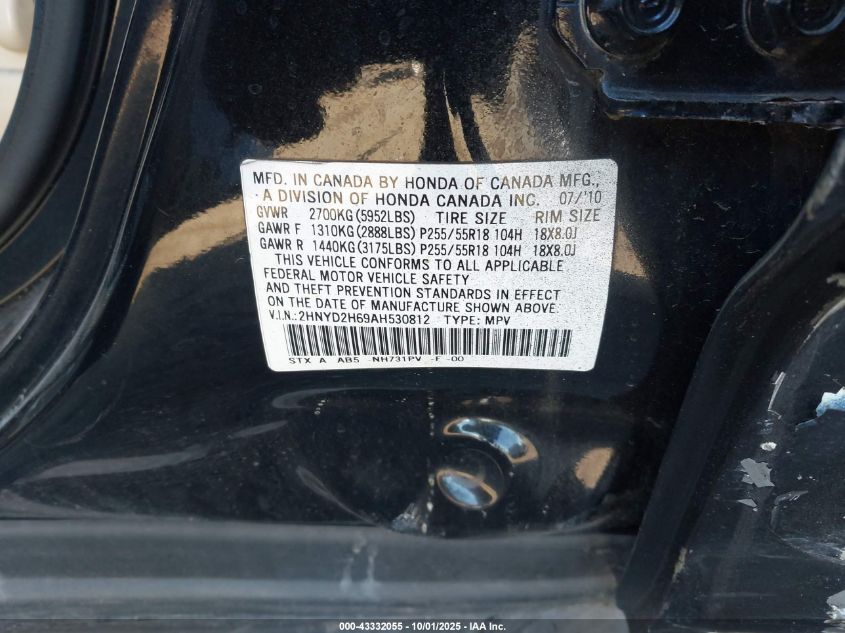 MFD. IN CANADA BY HONDA OF CANADA MFG.,
A DIVISION OF HONDA CANADA INC. 07/'10
GVWR 2700KG(5952LBS) TIRE SIZE RIM SIZE
GAWR F 1310KG(2888LBS) P255/55R18 104H 18X8.0J
GAWR R 1440KG(3175LBS) P255/55R18 104H 18X8.0J
THIS VEHICLE CONFORMS TO ALL APPLICABLE
FEDERAL MOTOR VEHICLE SAFETY
AND THEFT PREVENTION STANDARDS IN EFFECT
ON THE DATE OF MANUFACTURE SHOWN ABOVE.
V.I.N.:2HNYD2H69AH530812 TYPE: MPV
STX A AB5 NH731PV -F -00
000-43332055 - 10/01/2025 - IAA Inc.